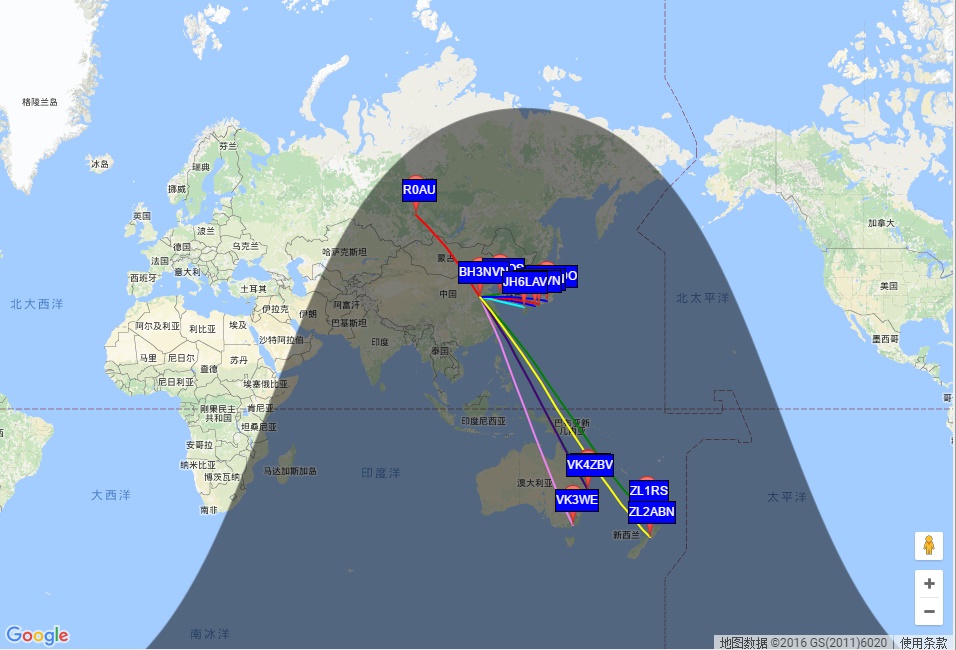 格陵兰岛
冰岛
芬兰
瑞典
挪威
R0AU
英国
波兰
德国
乌克兰
法国
意大利
西班牙
土耳其
哈萨克斯坦
加拿大
美国
墨西哥
北大西洋
北太平洋
BH3NVN
JH6LAV
中国
伊拉克
伊朗
阿富汗
巴基斯坦
印度
泰国
阿尔及利亚
利比亚
埃及
沙特阿拉伯
马里
尼日尔
乍得
苏丹
尼日利亚
埃塞俄比亚
刚果民主
共和国
肯尼亚
坦桑尼亚
安哥拉
纳米比亚
博茨瓦纳
马达加斯加岛
南非
大西洋
印度洋
印度尼西亚
巴布亚新
几内亚
VK4ZBV
澳大利亚
VK3WE
ZL1RS
ZL2ABN
新西兰
太平洋
南冰洋
Google
地图数据 ©2016 GS(2011)6020
使用条款